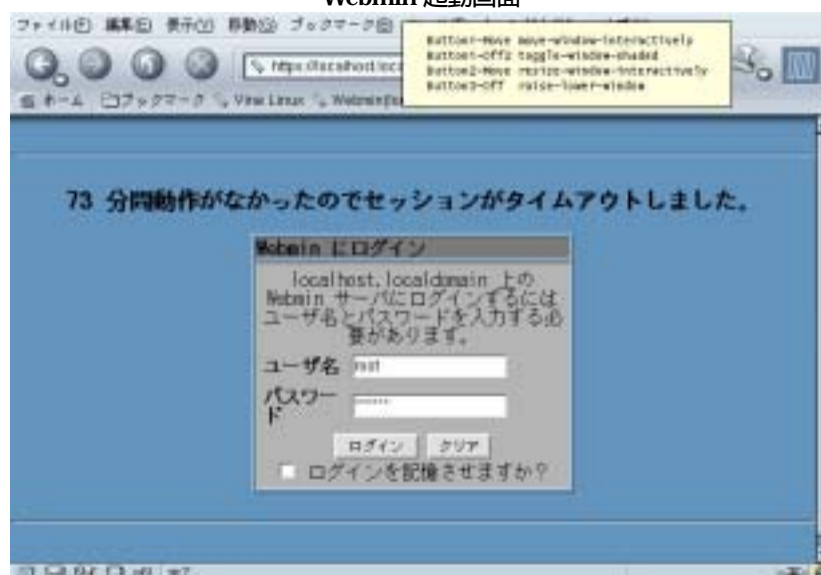 Webmin 起動画面
ファイル(F) 編集(E) 表示(V) 移動(G) ブックマーク(B)
Button1-Move move-window-interactively
Button1-Off2 toggle-window-shaded
Button2-Move resize-window-interactively
Button3-Off raise-lower-window
https://localhost.loc
ホーム ブックマーク Vine Linux
73 分間動作がなかったのでセッションがタイムアウトしました。
Webmin にログイン
localhost.localdomain 上の
Webmin サーバにログインするには
ユーザ名とパスワードを入力する必
要があります。
ユーザ名 root
パスワー
ド ******
ログイン クリア
ログインを記憶させますか?